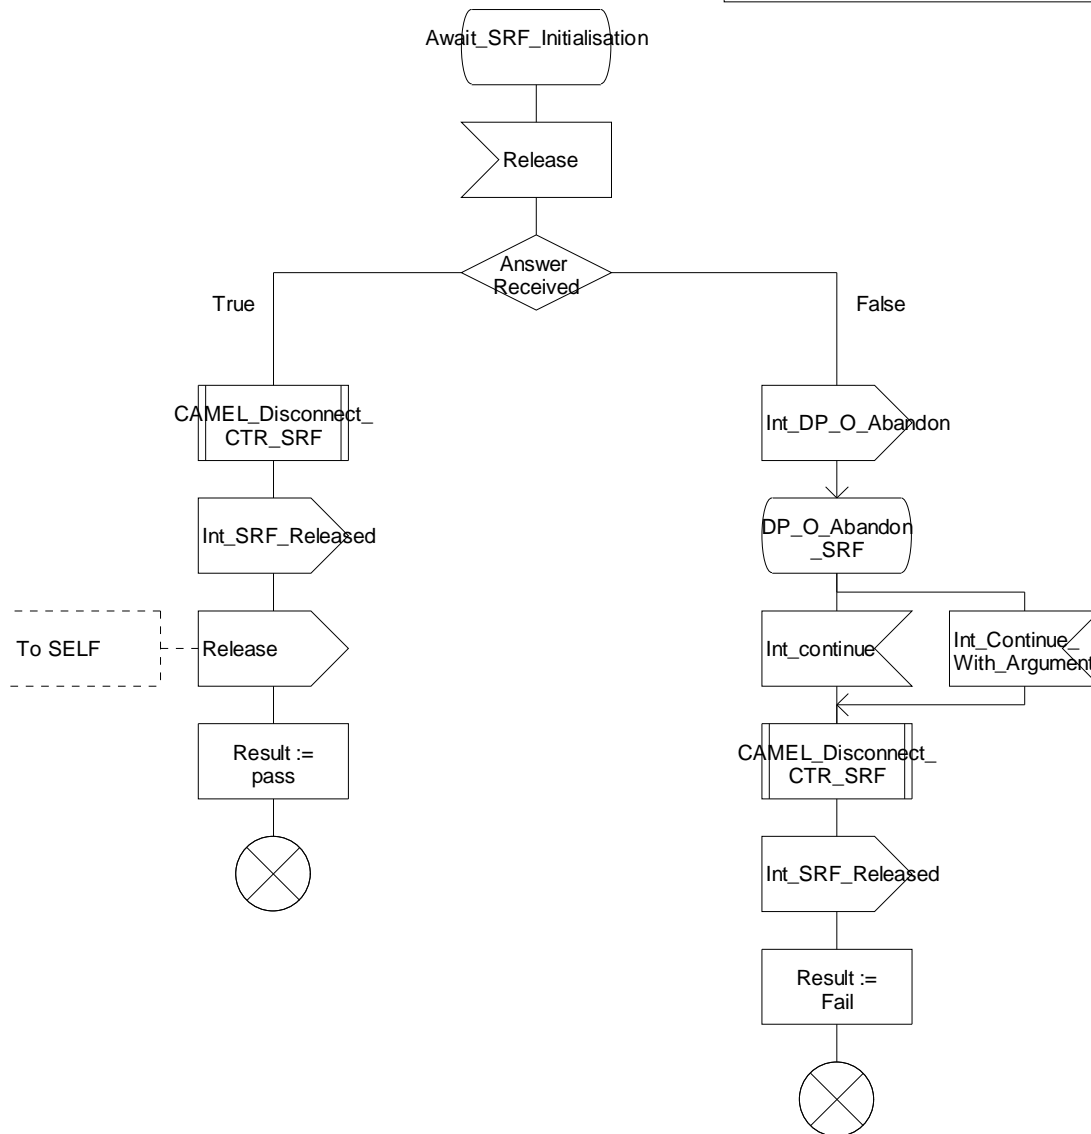 Await_SRF_Initialisation
Release
Answer
Received
True
False
CAMEL_Disconnect_
CTR_SRF
Int_DP_O_Abandon
Int_SRF_Released
DP_O_Abandon
_SRF
To SELF
Release
Int_continue
Int_Continue_
With_Argument
Result :=
pass
CAMEL_Disconnect_
CTR_SRF
Int_SRF_Released
Result :=
Fail